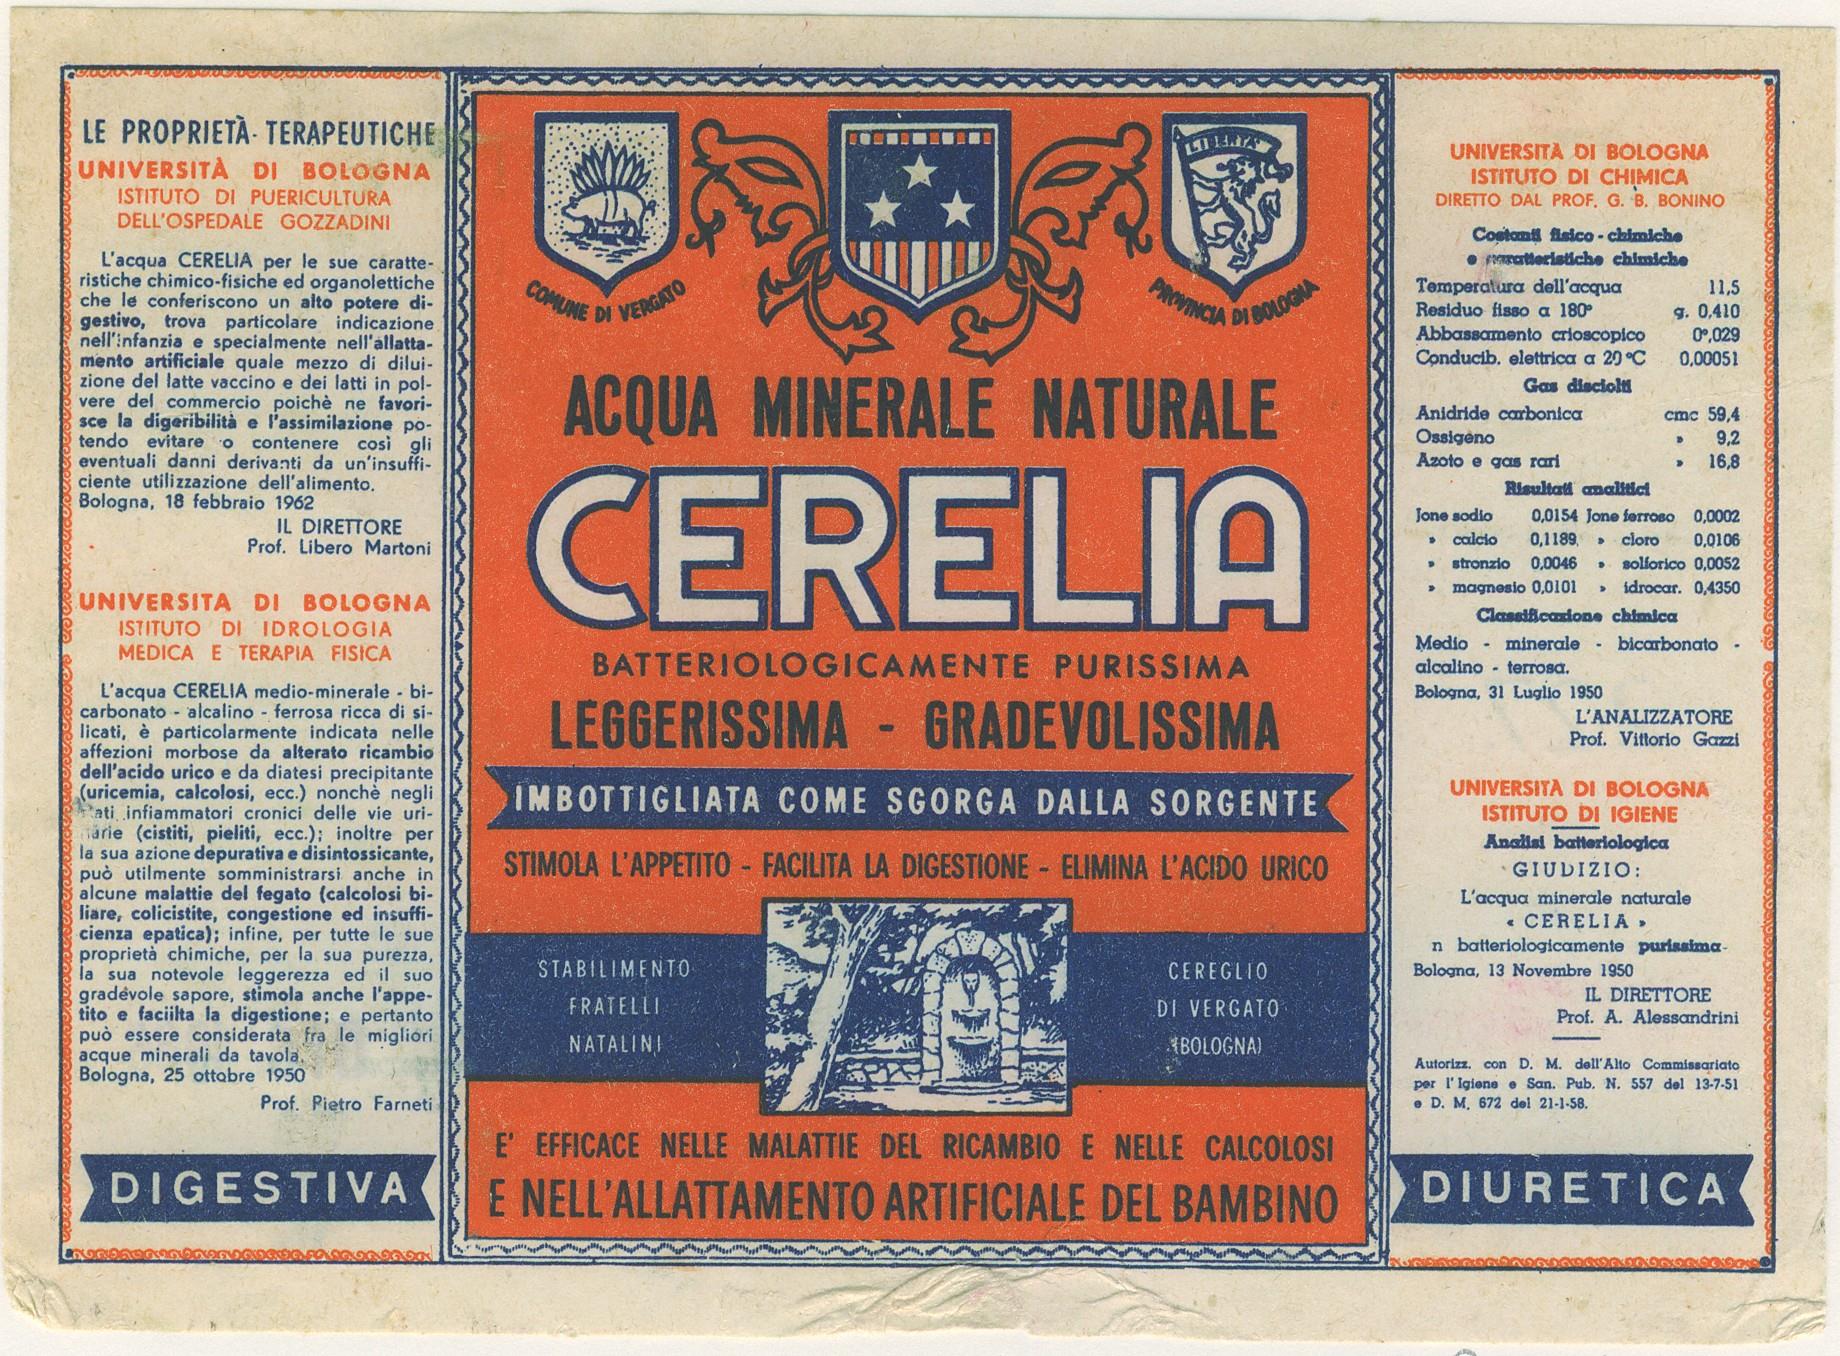 LE PROPRIETÀ TERAPEUTICHE
UNIVERSITÀ DI BOLOGNA
ISTITUTO DI PUERICULTURA
DELL'OSPEDALE GOZZADINI
L'acqua CERELIA per le sue caratte-
ristiche chimico-fisiche ed organolettiche
che le conferiscono un alto potere di-
gestivo, trova particolare indicazione
nell'infanzia e specialmente nell'allatta-
mento artificiale quale mezzo di dilui-
zione del latte vaccino e dei latti in pol-
vere del commercio poichè ne favori-
sce la digeribilità e l'assimilazione po-
tendo evitare o contenere così gli
eventuali danni derivanti da un'insuffi-
ciente utilizzazione dell'alimento.
Bologna, 18 febbraio 1962
IL DIRETTORE
Prof. Libero Martoni
UNIVERSITA DI BOLOGNA
ISTITUTO DI IDROLOGIA
MEDICA E TERAPIA FISICA
L'acqua CERELIA medio-minerale - bi-
carbonato - alcalino - ferrosa ricca di si-
licati, è particolarmente indicata nelle
affezioni morbose da alterato ricambio
dell'acido urico e da diatesi precipitante
(uricemia, calcolosi, ecc.) nonchè negli
stati infiammatori cronici delle vie uri-
narie (cistiti, pieliti, ecc.); inoltre per
la sua azione depurativa e disintossicante,
può utilmente somministrarsi anche in
alcune malattie del fegato (calcolosi bi-
liare, colicistite, congestione ed insuffi-
cienza epatica); infine, per tutte le sue
proprietà chimiche, per la sua purezza,
la sua notevole leggerezza ed il suo
gradevole sapore, stimola anche l'appe-
tito e faciilta la digestione; e pertanto
può essere considerata fra le migliori
acque minerali da tavola.
Bologna, 25 ottobre 1950
Prof. Pietro Farneti
DIGESTIVA
LIBERTA
COMUNE DI VERGATO
PROVINCIA DI BOLOGNA
ACQUA MINERALE NATURALE
CERELIA
BATTERIOLOGICAMENTE PURISSIMA
LEGGERISSIMA - GRADEVOLISSIMA
IMBOTTIGLIATA COME SGORGA DALLA SORGENTE
STIMOLA L'APPETITO - FACILITA LA DIGESTIONE - ELIMINA L'ACIDO URICO
STABILIMENTO
FRATELLI
NATALINI
CEREGLIO
DI VERGATO
(BOLOGNA)
E' EFFICACE NELLE MALATTIE DEL RICAMBIO E NELLE CALCOLOSI
E NELL'ALLATTAMENTO ARTIFICIALE DEL BAMBINO
UNIVERSITÀ DI BOLOGNA
ISTITUTO DI CHIMICA
DIRETTO DAL PROF. G. B. BONINO
Costanti fisico - chimiche
e caratteristiche chimiche
Temperatura dell'acqua 11,5
Residuo fisso a 180° g. 0,410
Abbassamento crioscopico 0°,029
Conducib. elettrica a 20 °C 0,00051
Gas disciolti
Anidride carbonica cmc 59,4
Ossigeno » 9,2
Azoto e gas rari » 16,8
Risultati analitici
Jone sodio 0,0154 Jone ferroso 0,0002
» calcio 0,1189 » cloro 0,0106
» stronzio 0,0046 » solforico 0,0052
» magnesio 0,0101 » idrocar. 0,4350
Classificazione chimica
Medio - minerale - bicarbonato -
alcalino - terrosa.
Bologna, 31 Luglio 1950
L'ANALIZZATORE
Prof. Vittorio Gazzi
UNIVERSITÀ DI BOLOGNA
ISTITUTO DI IGIENE
Analisi batteriologica
GIUDIZIO:
L'acqua minerale naturale
« CERELIA »
n batteriologicamente purissima
Bologna, 13 Novembre 1950
IL DIRETTORE
Prof. A. Alessandrini
Autorizz. con D. M. dell'Alto Commissariato
per l'Igiene e San. Pub. N. 557 del 13-7-51
e D. M. 672 del 21-1-58.
DIURETICA